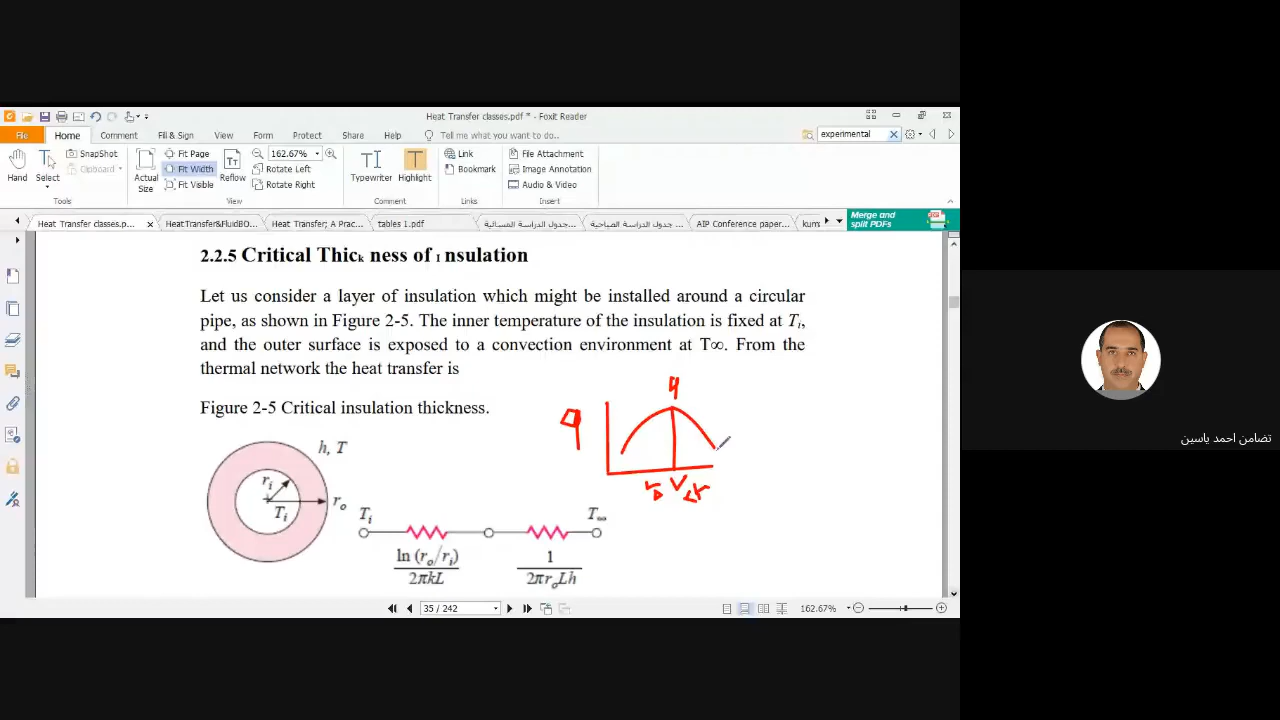 Heat Transfer classes.pdf * - Foxit Reader
File Home Comment Fill & Sign View Form Protect Share Help Tell me what you want to do.. experimental
SnapShot Fit Page 162.67% Link File Attachment
Clipboard Fit Width Rotate Left Bookmark Image Annotation
Hand Select Actual Size Fit Visible Reflow Rotate Right Typewriter Highlight Audio & Video
Tools View Comment Links Insert
Heat Transfer classes.p... HeatTransfer&FluidBO... Heat Transfer; A Prac... tables 1.pdf جدول الدراسة المسائية... جدول الدراسة الصباحية... AIP Conference paper... kum Merge and split PDFs
2.2.5 Critical Thick ness of I nsulation
Let us consider a layer of insulation which might be installed around a circular
pipe, as shown in Figure 2-5. The inner temperature of the insulation is fixed at Ti,
and the outer surface is exposed to a convection environment at T∞. From the
thermal network the heat transfer is
Figure 2-5 Critical insulation thickness.
q
q
h, T
ri
ro
Ti
Ti T∞
ln (ro/ri) 1
2πkL 2πroLh
تضامن احمد ياسين
35 / 242 162.67%